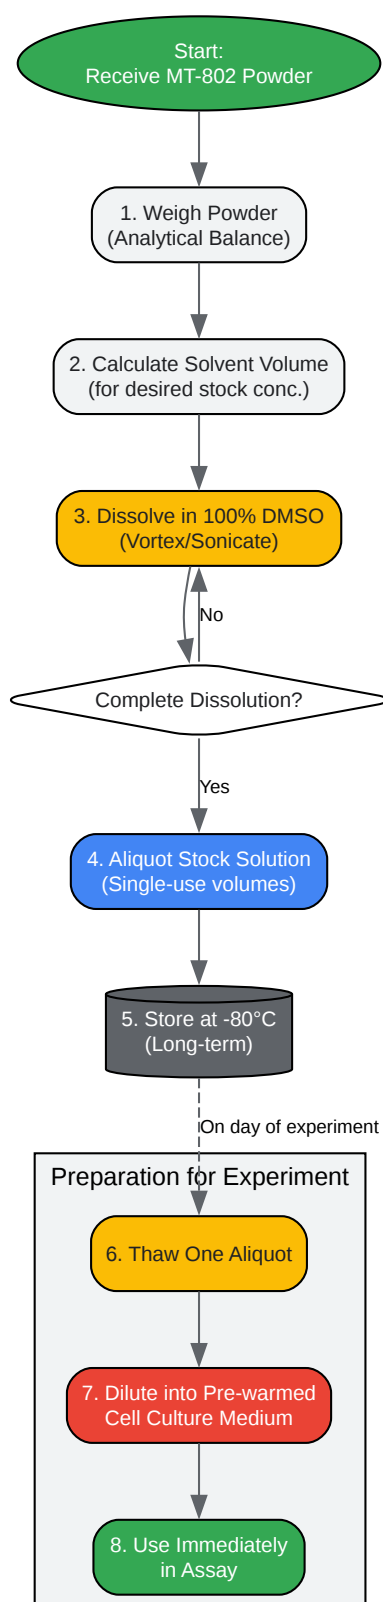 Start:
Receive MT-802 Powder
1. Weigh Powder
(Analytical Balance)
2. Calculate Solvent Volume
(for desired stock conc.)
3. Dissolve in 100% DMSO
(Vortex/Sonicate)
No
Complete Dissolution?
Yes
4. Aliquot Stock Solution
(Single-use volumes)
5. Store at -80°C
(Long-term)
On day of experiment
Preparation for Experiment
6. Thaw One Aliquot
7. Dilute into Pre-warmed
Cell Culture Medium
8. Use Immediately
in Assay